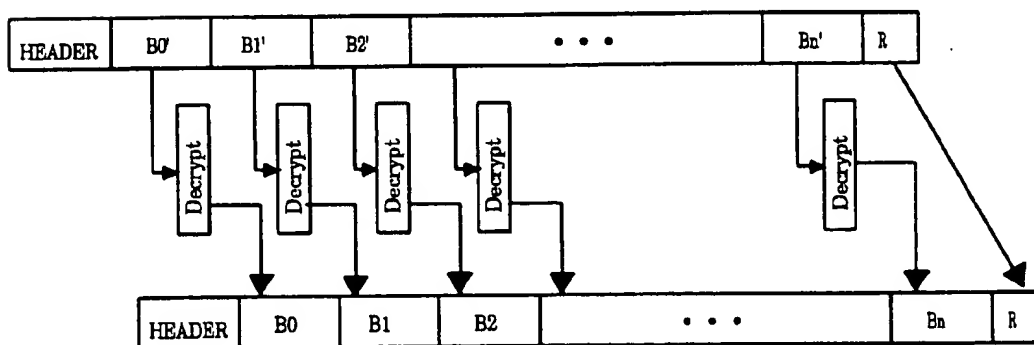 HEADER B0' B1' B2' • • • Bn' R
Decrypt Decrypt Decrypt Decrypt Decrypt
HEADER B0 B1 B2 • • • Bn R